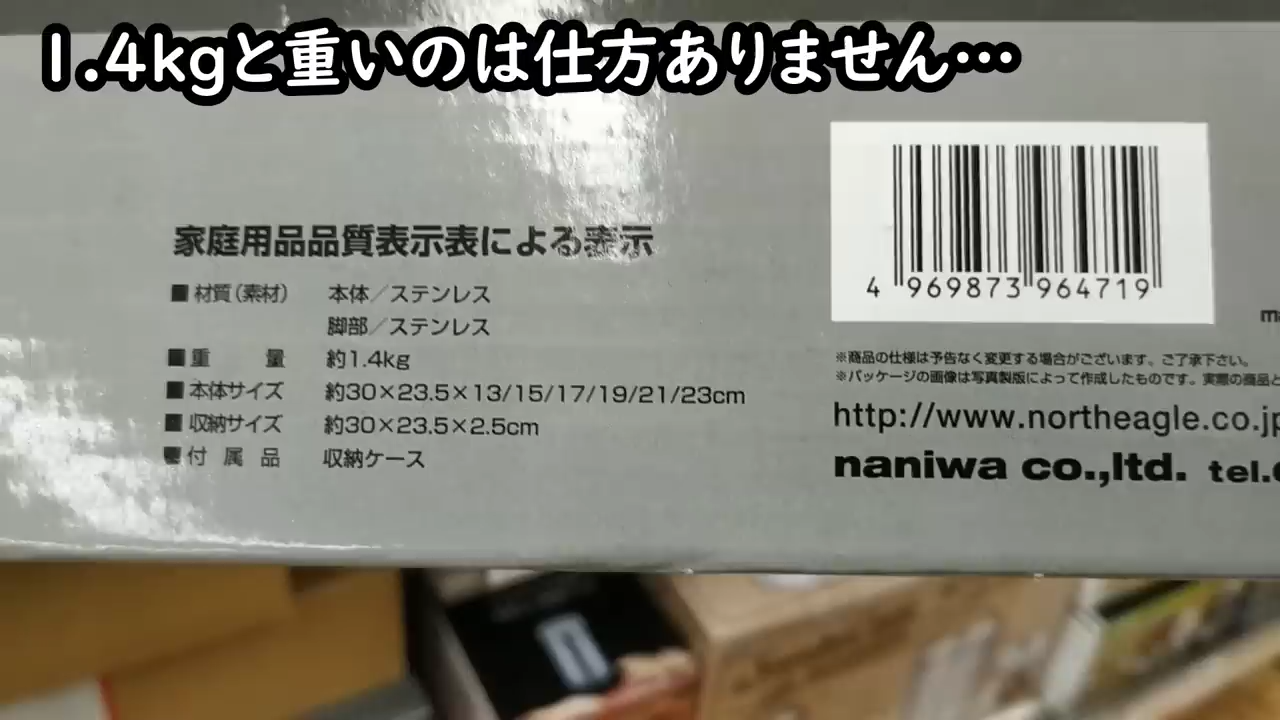 1.4kgと重いのは仕方ありません…
家庭用品品質表示表による表示
■材質(素材) 本体／ステンレス
脚部／ステンレス
■重 量 約1.4kg
■本体サイズ 約30×23.5×13/15/17/19/21/23cm
■収納サイズ 約30×23.5×2.5cm
■付属品 収納ケース
4 969873 964719
※商品の仕様は予告なく変更する場合がございます。ご了承下さい。
※パッケージの画像は写真製版によって作成したものです。実際の商品と
http://www.northeagle.co.jp
naniwa co.,ltd. tel.